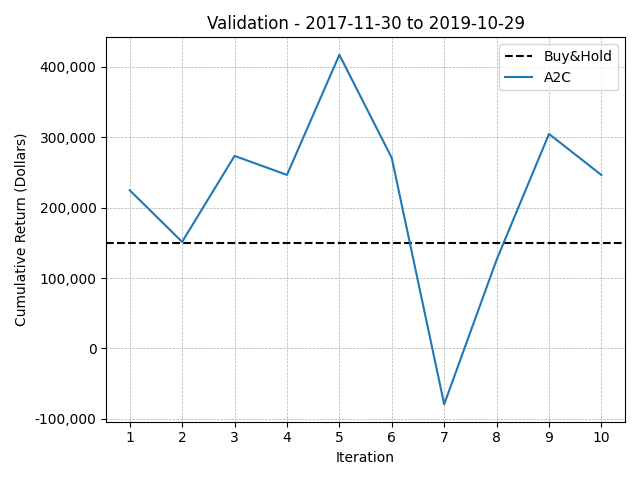 Validation - 2017-11-30 to 2019-10-29
Buy&Hold
A2C
Cumulative Return (Dollars)
400,000
300,000
200,000
100,000
0
-100,000
1 2 3 4 5 6 7 8 9 10
Iteration